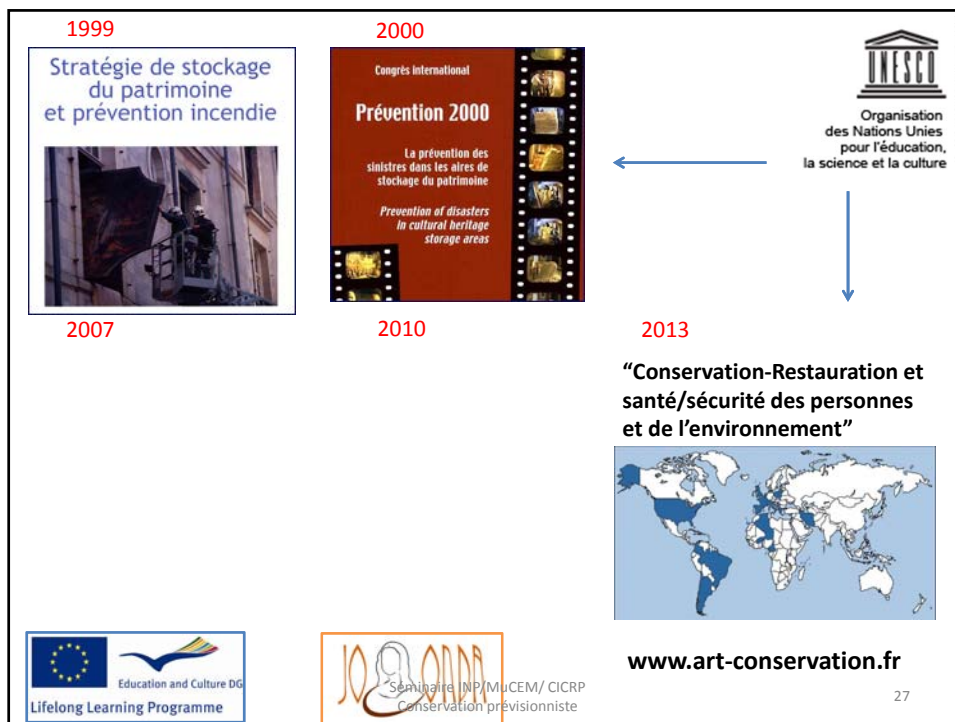 1999
2000
Stratégie de stockage
du patrimoine
et prévention incendie
Congrès international
Prévention 2000
La prévention des
sinistres dans les aires de
stockage du patrimoine
Prevention of disasters
in cultural heritage
storage areas
UNESCO
Organisation
des Nations Unies
pour l'éducation,
la science et la culture
2007
2010
2013
“Conservation-Restauration et
santé/sécurité des personnes
et de l’environnement”
www.art-conservation.fr
Education and Culture DG
Lifelong Learning Programme
JOCONDA
Séminaire INP/MuCEM/ CICRP
Conservation prévisionniste
27